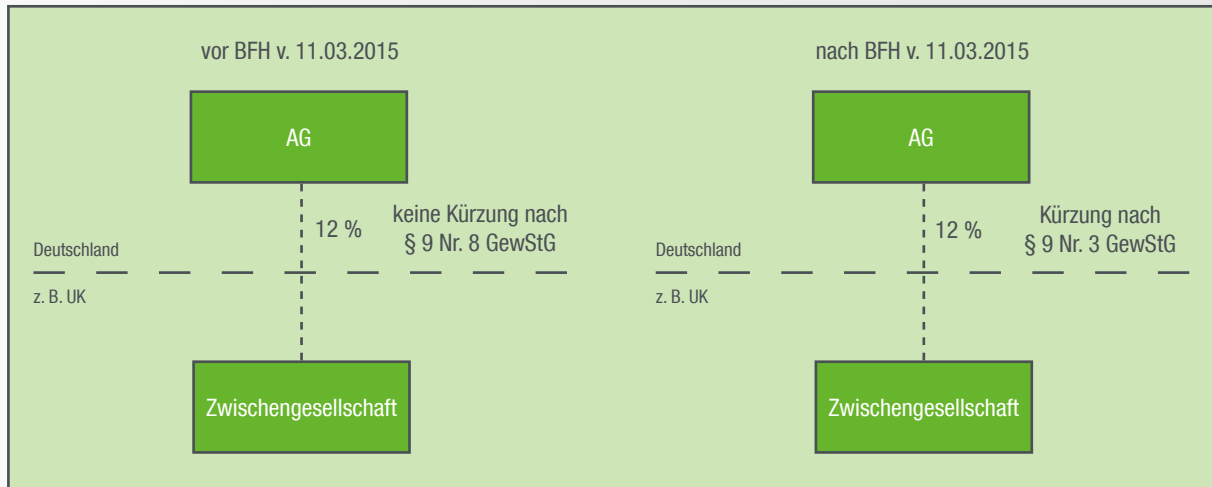 vor BFH v. 11.03.2015
AG
12 %
keine Kürzung nach
§ 9 Nr. 8 GewStG
Deutschland
z. B. UK
Zwischengesellschaft
nach BFH v. 11.03.2015
AG
12 %
Kürzung nach
§ 9 Nr. 3 GewStG
Deutschland
z. B. UK
Zwischengesellschaft